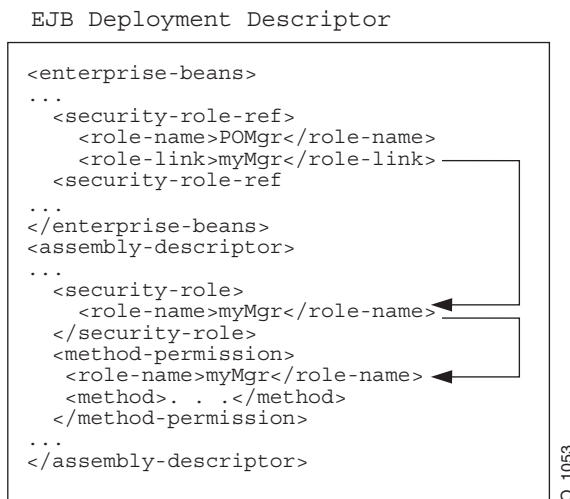 EJB Deployment Descriptor
<enterprise-beans>
...
<security-role-ref>
<role-name>POMgr</role-name>
<role-link>myMgr</role-link>
<security-role-ref
...
</enterprise-beans>
<assembly-descriptor>
...
<security-role>
<role-name>myMgr</role-name>
</security-role>
<method-permission>
<role-name>myMgr</role-name>
<method>. . .</method>
</method-permission>
...
</assembly-descriptor>